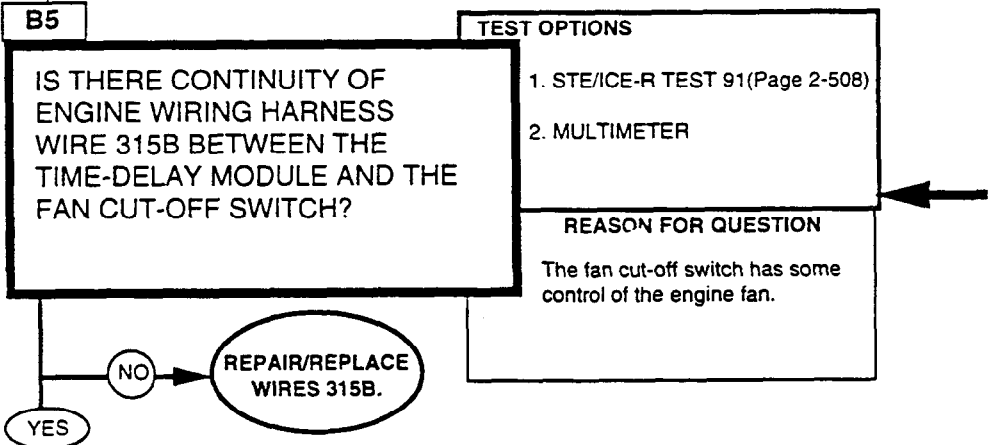 B5
IS THERE CONTINUITY OF
ENGINE WIRING HARNESS
WIRE 315B BETWEEN THE
TIME-DELAY MODULE AND THE
FAN CUT-OFF SWITCH?
TEST OPTIONS
1. STE/ICE-R TEST 91(Page 2-508)
2. MULTIMETER
REASON FOR QUESTION
The fan cut-off switch has some
control of the engine fan.
NO
REPAIR/REPLACE
WIRES 315B.
YES